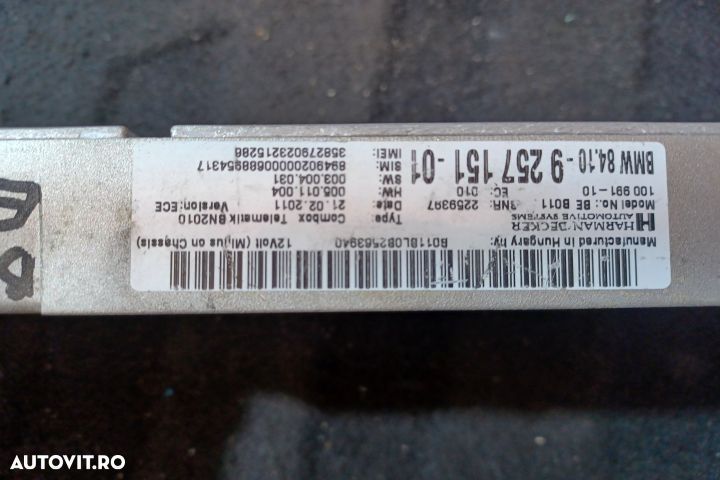 BMW 84.10-9 257 151-01
HARMAN/BECKER
AUTOMOTIVE SYSTEMS
Model No.: BE B011
100 991-10
Manufactured in Hungary by:
SNR: 2259397
EC: 010
Type: Combox Telematik BN2010
Date: 21.02.2011 Version: ECE
HW: 005.011.004
SW: 003.004.031
SIM:
IMEI: 358279023215286
12Volt (Minus on Chassis)
AUTOVIT.RO